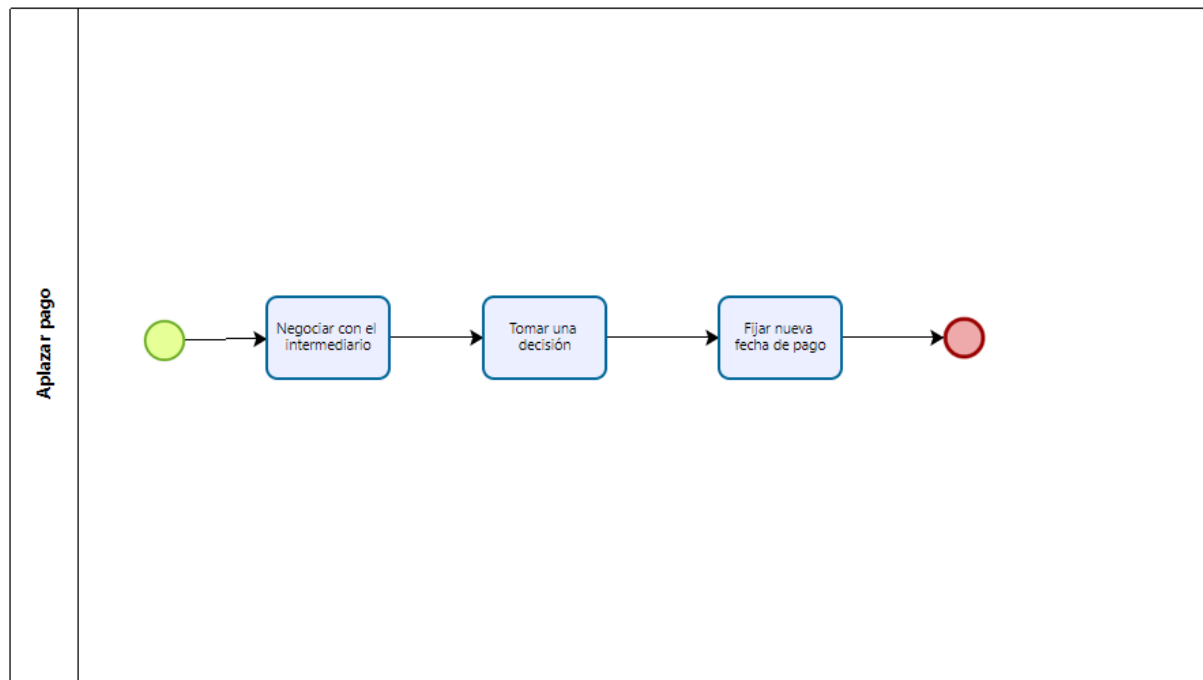 Aplazar pago
Negociar con el
intermediario
Tomar una
decisión
Fijar nueva
fecha de pago